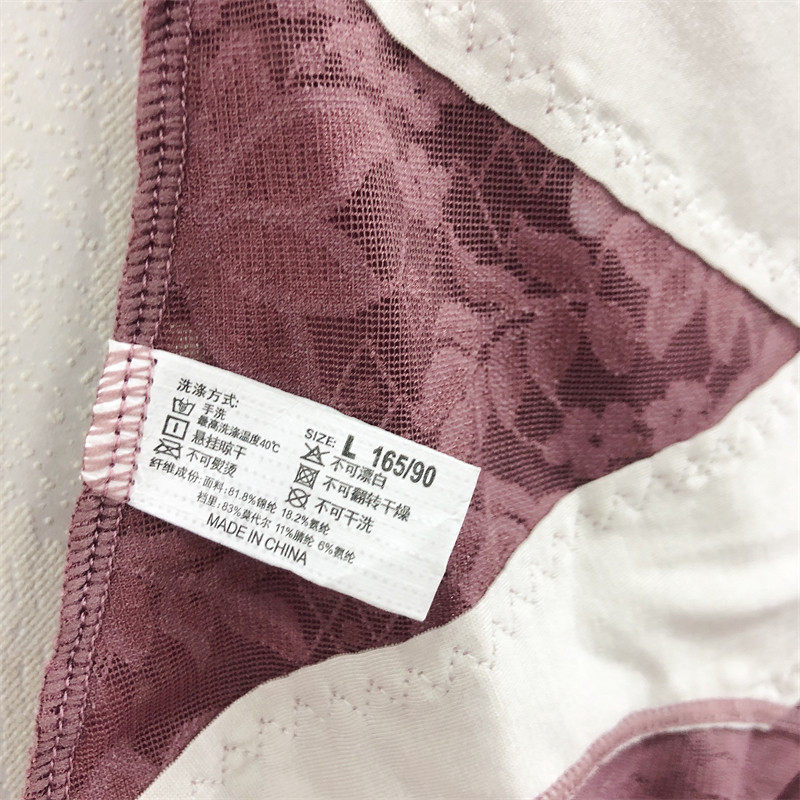 洗涤方式:
手洗
最高洗涤温度40℃
悬挂晾干
不可熨烫
SIZE: L 165/90
不可漂白
不可翻转干燥
不可干洗
纤维成份: 面料: 81.8%锦纶 18.2%氨纶
裆里: 83%莫代尔 11%腈纶 6%氨纶
MADE IN CHINA